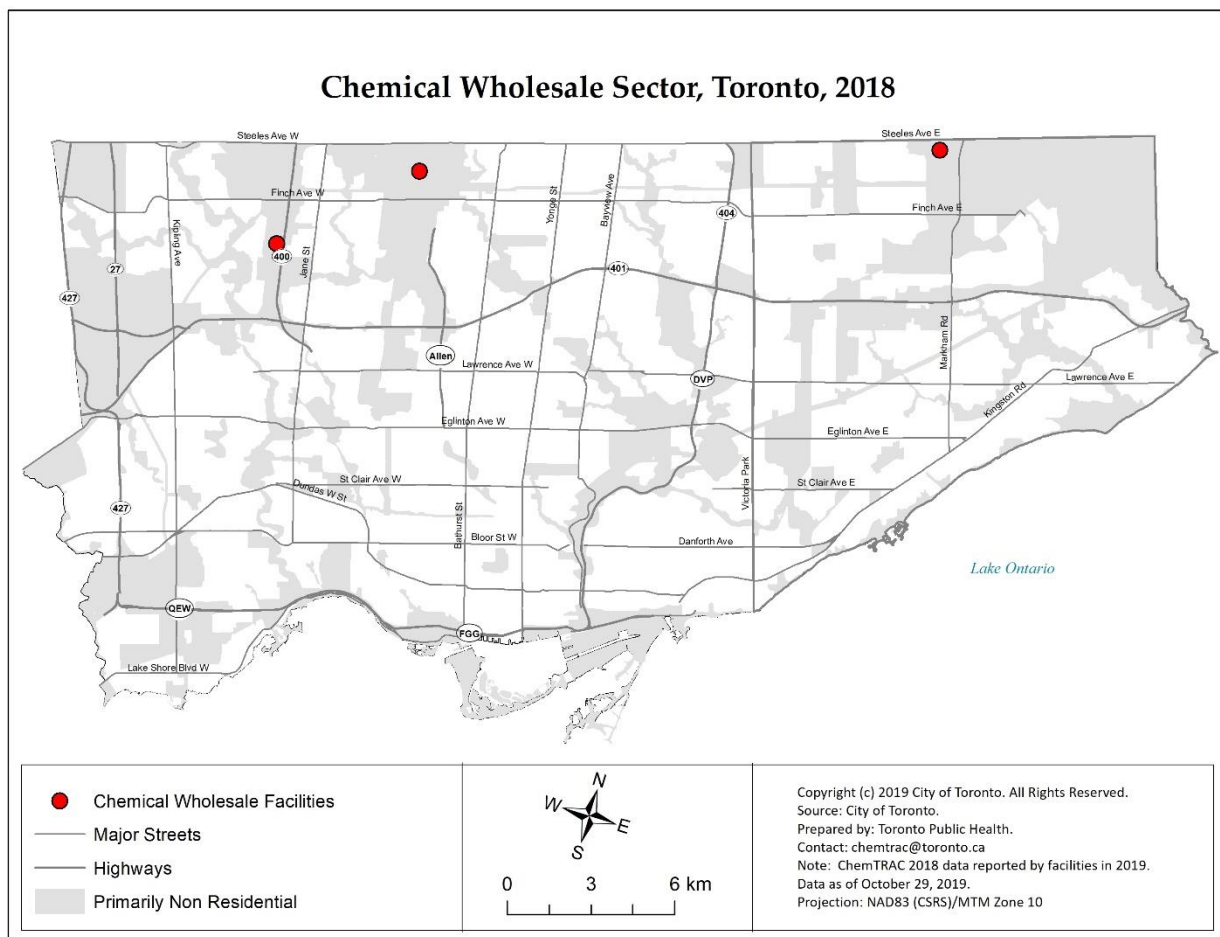 Chemical Wholesale Sector, Toronto, 2018
Steeles Ave W
Steeles Ave E
Finch Ave W
Finch Ave E
Kipling Ave
Jane St
Yonge St
Bayview Ave
404
400
401
27
427
Markham Rd
Allen
Lawrence Ave W
DVP
Lawrence Ave E
Kingston Rd
Eglinton Ave W
Eglinton Ave E
St Clair Ave W
St Clair Ave E
Dundas W St
Victoria Park
427
Bathurst St
Bloor St W
Danforth Ave
Lake Ontario
QEW
FGG
Lake Shore Blvd W
Chemical Wholesale Facilities
Major Streets
Highways
Primarily Non Residential
N
W
E
S
0 3 6 km
Copyright (c) 2019 City of Toronto. All Rights Reserved.
Source: City of Toronto.
Prepared by: Toronto Public Health.
Contact: chemtrac@toronto.ca
Note: ChemTRAC 2018 data reported by facilities in 2019.
Data as of October 29, 2019.
Projection: NAD83 (CSRS)/MTM Zone 10